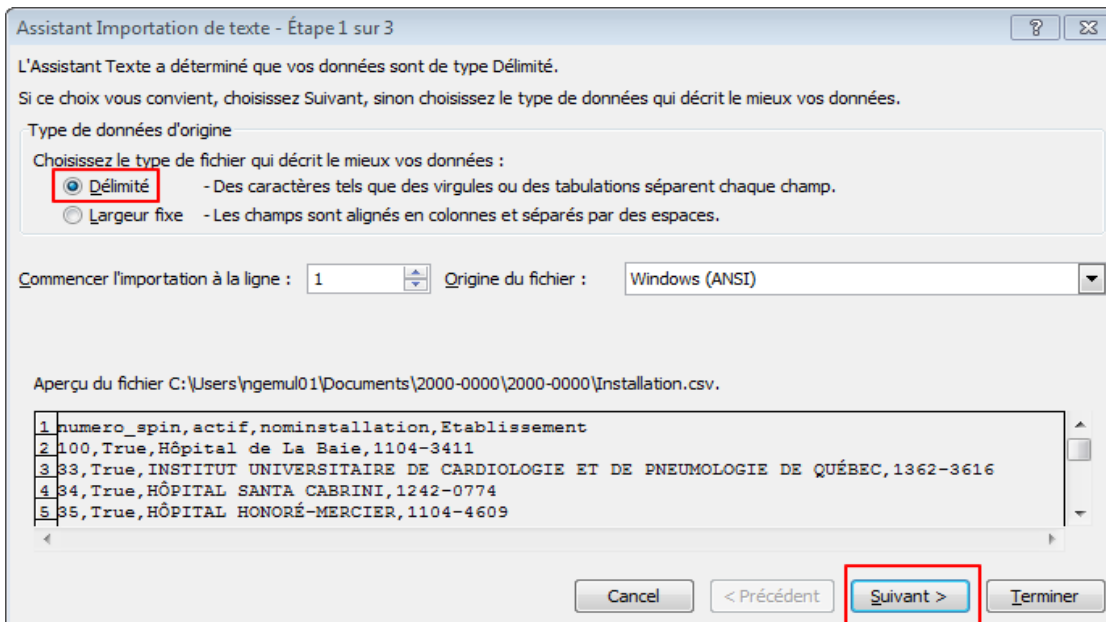 Assistant Importation de texte - Étape 1 sur 3
L'Assistant Texte a déterminé que vos données sont de type Délimité.
Si ce choix vous convient, choisissez Suivant, sinon choisissez le type de données qui décrit le mieux vos données.
Type de données d'origine
Choisissez le type de fichier qui décrit le mieux vos données :
Délimité - Des caractères tels que des virgules ou des tabulations séparent chaque champ.
Largeur fixe - Les champs sont alignés en colonnes et séparés par des espaces.
Commencer l'importation à la ligne : 1 Origine du fichier : Windows (ANSI)
Aperçu du fichier C:\Users\ngemul01\Documents\2000-0000\2000-0000\Installation.csv.
1 numero_spin,actif,nominstallation,Etablissement
2 100,True,Hôpital de La Baie,1104-3411
3 33,True,INSTITUT UNIVERSITAIRE DE CARDIOLOGIE ET DE PNEUMOLOGIE DE QUÉBEC,1362-3616
4 34,True,HÔPITAL SANTA CABRINI,1242-0774
5 35,True,HÔPITAL HONORÉ-MERCIER,1104-4609
Cancel < Précédent Suivant > Terminer